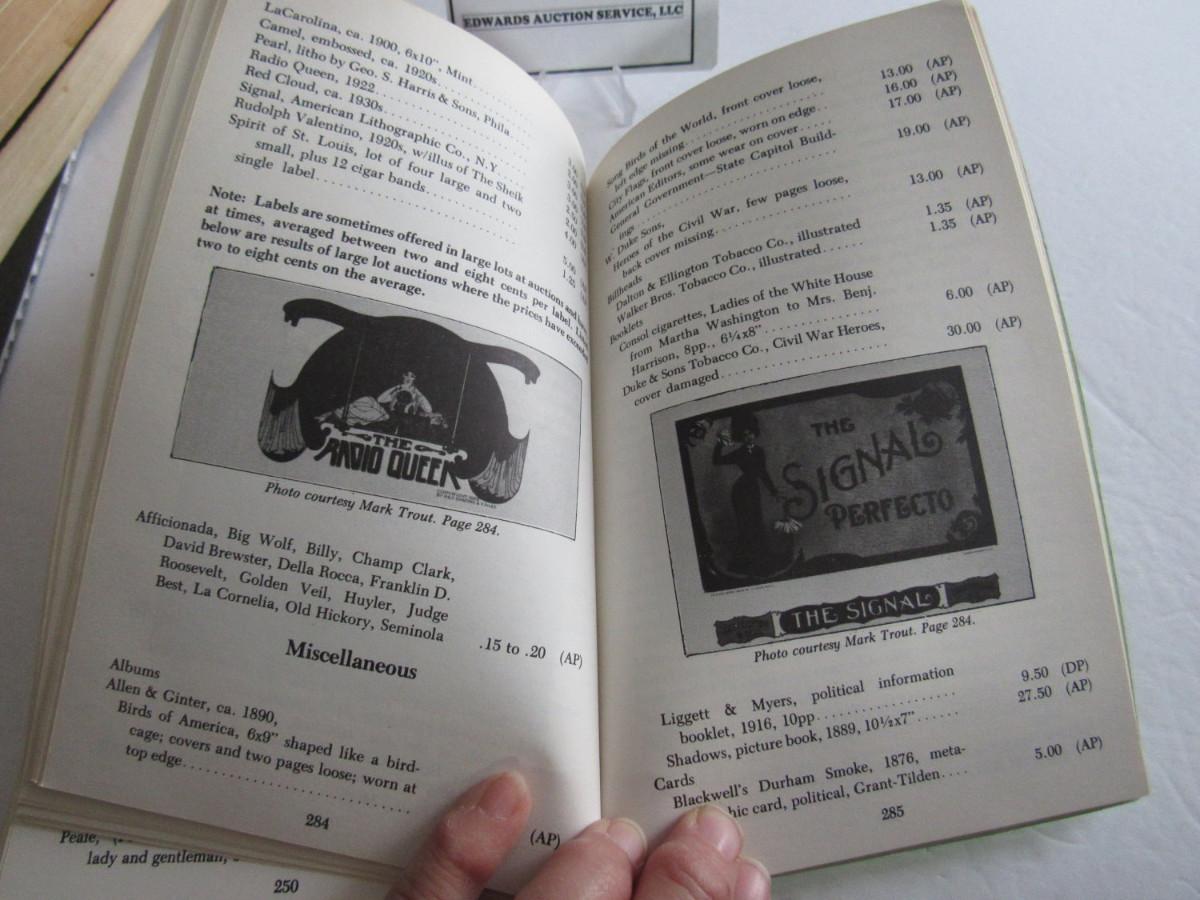 EDWARDS AUCTION SERVICE, LLC
LaCarolina, ca. 1900, 6x10", Mint
Camel, embossed, ca. 1920s
Pearl, litho by Geo. S. Harris & Sons, Phila.
Radio Queen, 1922
Red Cloud, ca. 1930s
Signal, American Lithographic Co., N.Y.
Rudolph Valentino, 1920s, w/illus of The Sheik
Spirit of St. Louis, lot of four large and two
small, plus 12 cigar bands
single label
Note: Labels are sometimes offered in large lots at auctions and
at times, averaged between two and eight cents per label.
below are results of large lot auctions where the prices have
two to eight cents on the average.
THE
RADIO QUEEN
Photo courtesy Mark Trout. Page 284.
Afficionada, Big Wolf, Billy, Champ Clark,
David Brewster, Della Rocca, Franklin D.
Roosevelt, Golden Veil, Huyler, Judge
Best, La Cornelia, Old Hickory, Seminola
.15 to .20 (AP)
Miscellaneous
Albums
Allen & Ginter, ca. 1890,
Birds of America, 6x9" shaped like a bird-
cage; covers and two pages loose; worn at
top edge
(AP)
284
lady and gentleman,
250
Song Birds of the World, front cover loose,
left edge missing 13.00 (AP)
City Flags, front cover loose, worn on edge 16.00 (AP)
American Editors, some wear on cover 17.00 (AP)
General Government—State Capitol Build-
ings 19.00 (AP)
W. Duke Sons,
Heroes of the Civil War, few pages loose,
back cover missing 13.00 (AP)
Billheads
Dalton & Ellington Tobacco Co., illustrated 1.35 (AP)
Walker Bros. Tobacco Co., illustrated 1.35 (AP)
Booklets
Consol cigarettes, Ladies of the White House
from Martha Washington to Mrs. Benj.
Harrison, 8pp., 6¼x8" 6.00 (AP)
Duke & Sons Tobacco Co., Civil War Heroes,
cover damaged 30.00 (AP)
THE
SIGNAL
PERFECTO
THE SIGNAL
Photo courtesy Mark Trout. Page 284.
Liggett & Myers, political information
booklet, 1916, 10pp 9.50 (DP)
Shadows, picture book, 1889, 10½x7" 27.50 (AP)
Cards
Blackwell's Durham Smoke, 1876, meta-
hic card, political, Grant-Tilden 5.00 (AP)
285